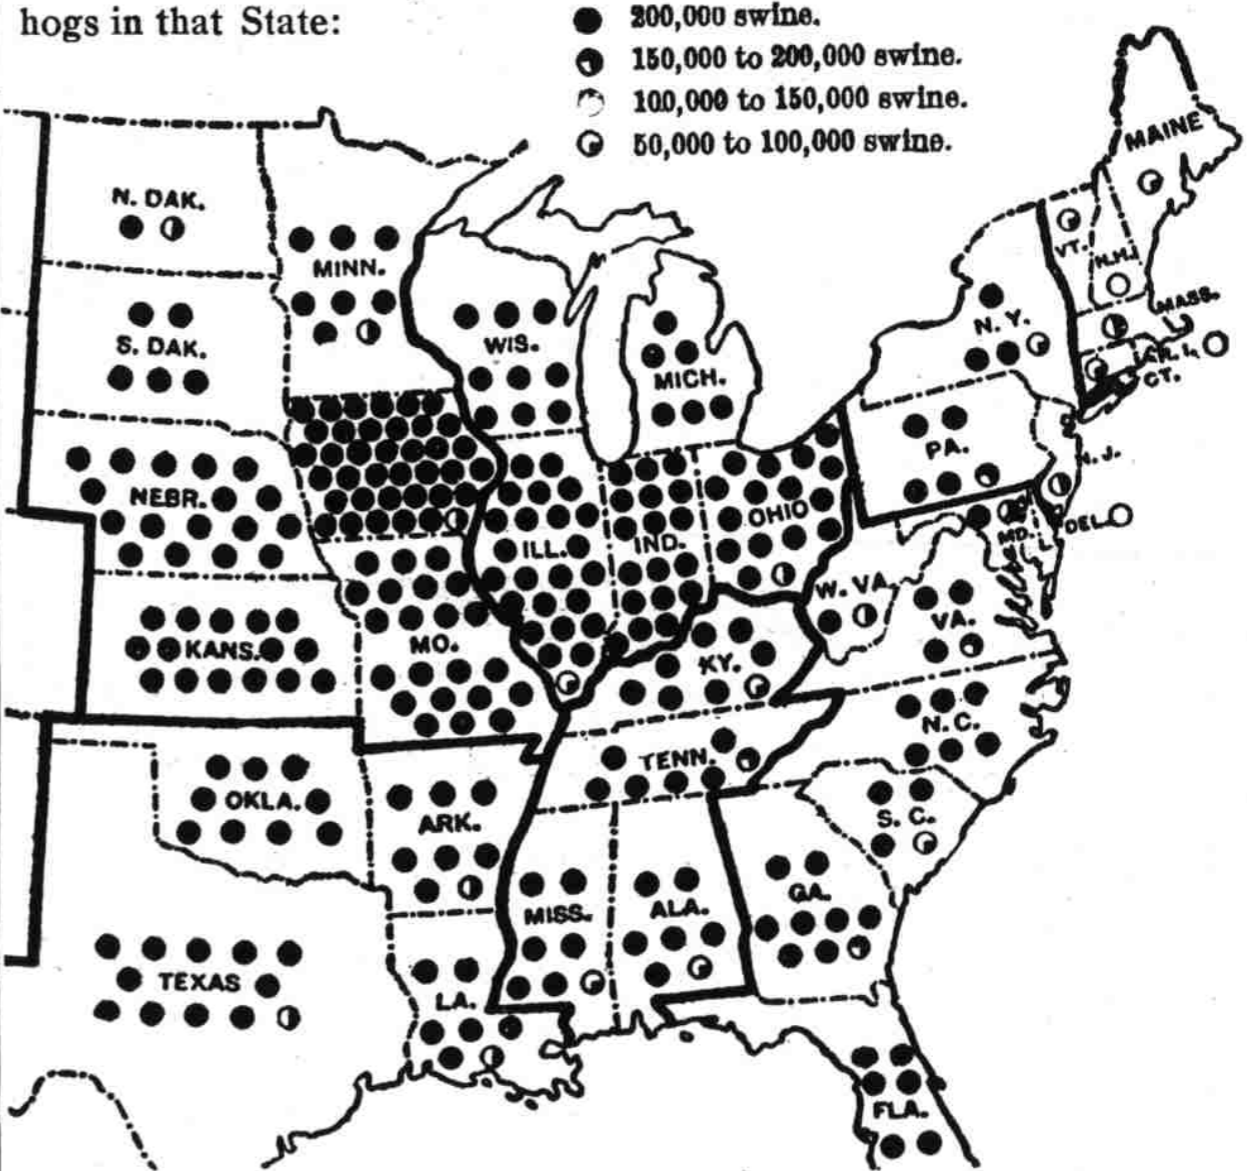 hogs in that State:
200,000 swine.
150,000 to 200,000 swine.
100,000 to 150,000 swine.
50,000 to 100,000 swine.
MAINE
N. DAK.
VT.
N.H.
MINN.
MASS.
N. Y.
S. DAK.
WIS.
R. I.
MICH.
CT.
PA.
N. J.
NEBR.
OHIO
DEL.
ILL.
IND.
MD.
W. VA.
VA.
KANS.
MO.
KY.
N. C.
TENN.
OKLA.
ARK.
S. C.
GA.
MISS.
ALA.
TEXAS
LA.
FLA.